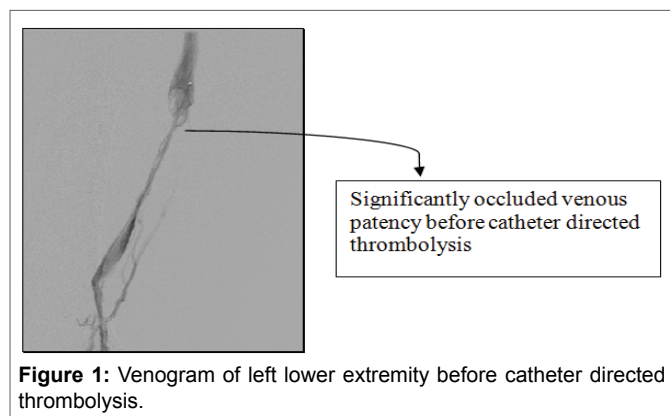 Significantly occluded venous
patency before catheter directed
thrombolysis
Figure 1: Venogram of left lower extremity before catheter directed
thrombolysis.